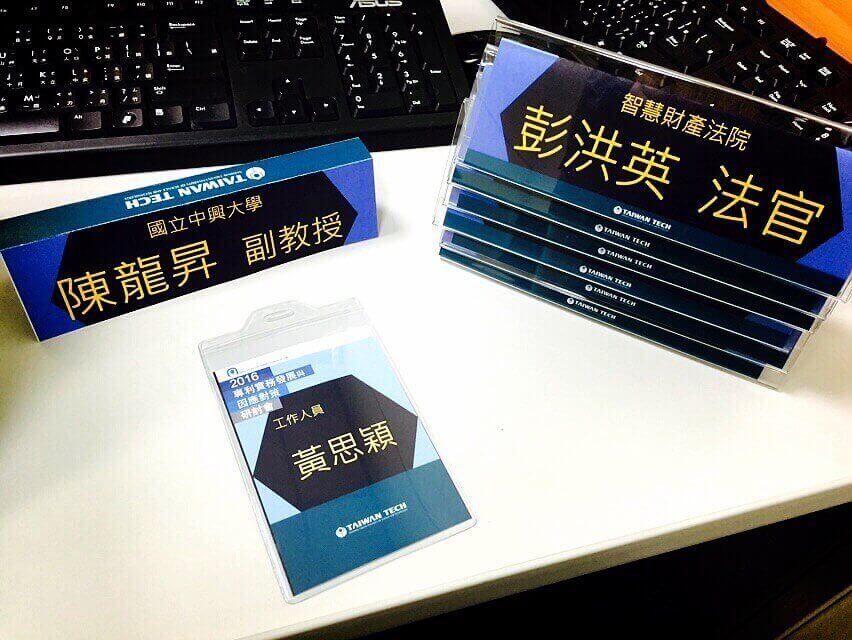 ASUS
TAIWAN TECH
國立中興大學
陳龍昇 副教授
智慧財產法院
彭洪英 法官
TAIWAN TECH
TAIWAN TECH
TAIWAN TECH
TAIWAN TECH
TAIWAN TECH
2016
專利實務發展與
因應對策
研討會
工作人員
黃思穎
TAIWAN TECH